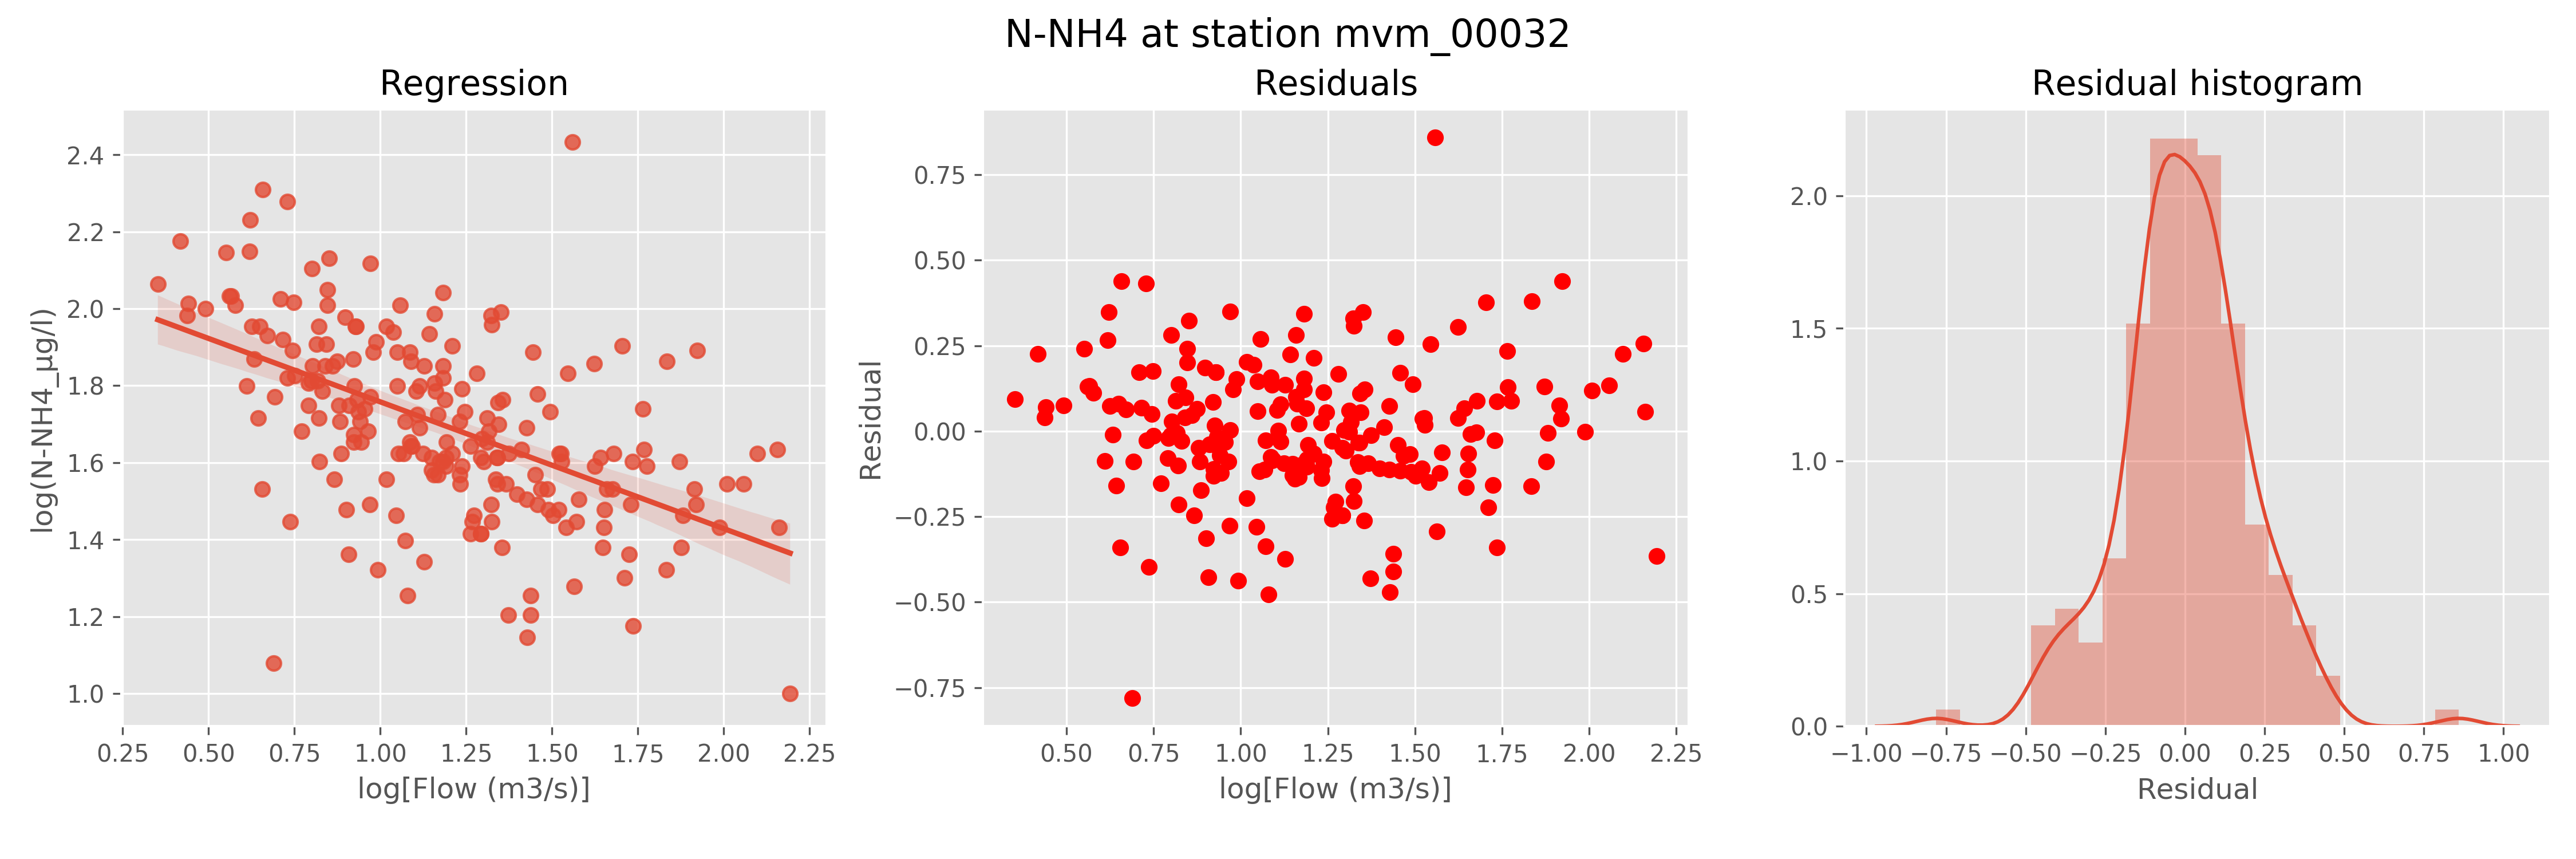 N-NH4 at station mvm_00032
Regression
2.4
2.2
2.0
1.8
1.6
1.4
1.2
1.0
log(N-NH4_µg/l)
0.25 0.50 0.75 1.00 1.25 1.50 1.75 2.00 2.25
log[Flow (m3/s)]
Residuals
0.75
0.50
0.25
0.00
−0.25
−0.50
−0.75
Residual
0.50 0.75 1.00 1.25 1.50 1.75 2.00 2.25
log[Flow (m3/s)]
Residual histogram
2.0
1.5
1.0
0.5
0.0
−1.00 −0.75 −0.50 −0.25 0.00 0.25 0.50 0.75 1.00
Residual